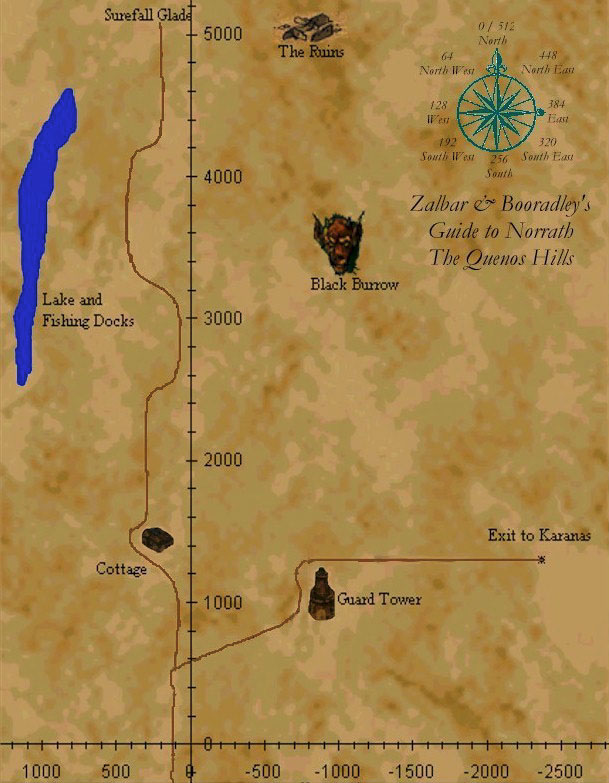 Surefall Glade
5000
The Ruins
0 / 512
North
64
North West
448
North East
128
West
384
East
192
South West
320
South East
256
South
4000
Zalbar & Booradley's
Guide to Norrath
The Quenos Hills
Black Burrow
Lake and
Fishing Docks
3000
2000
Exit to Karanas
Cottage
1000
Guard Tower
0
1000
500
0
-500
-1000
-1500
-2000
-2500